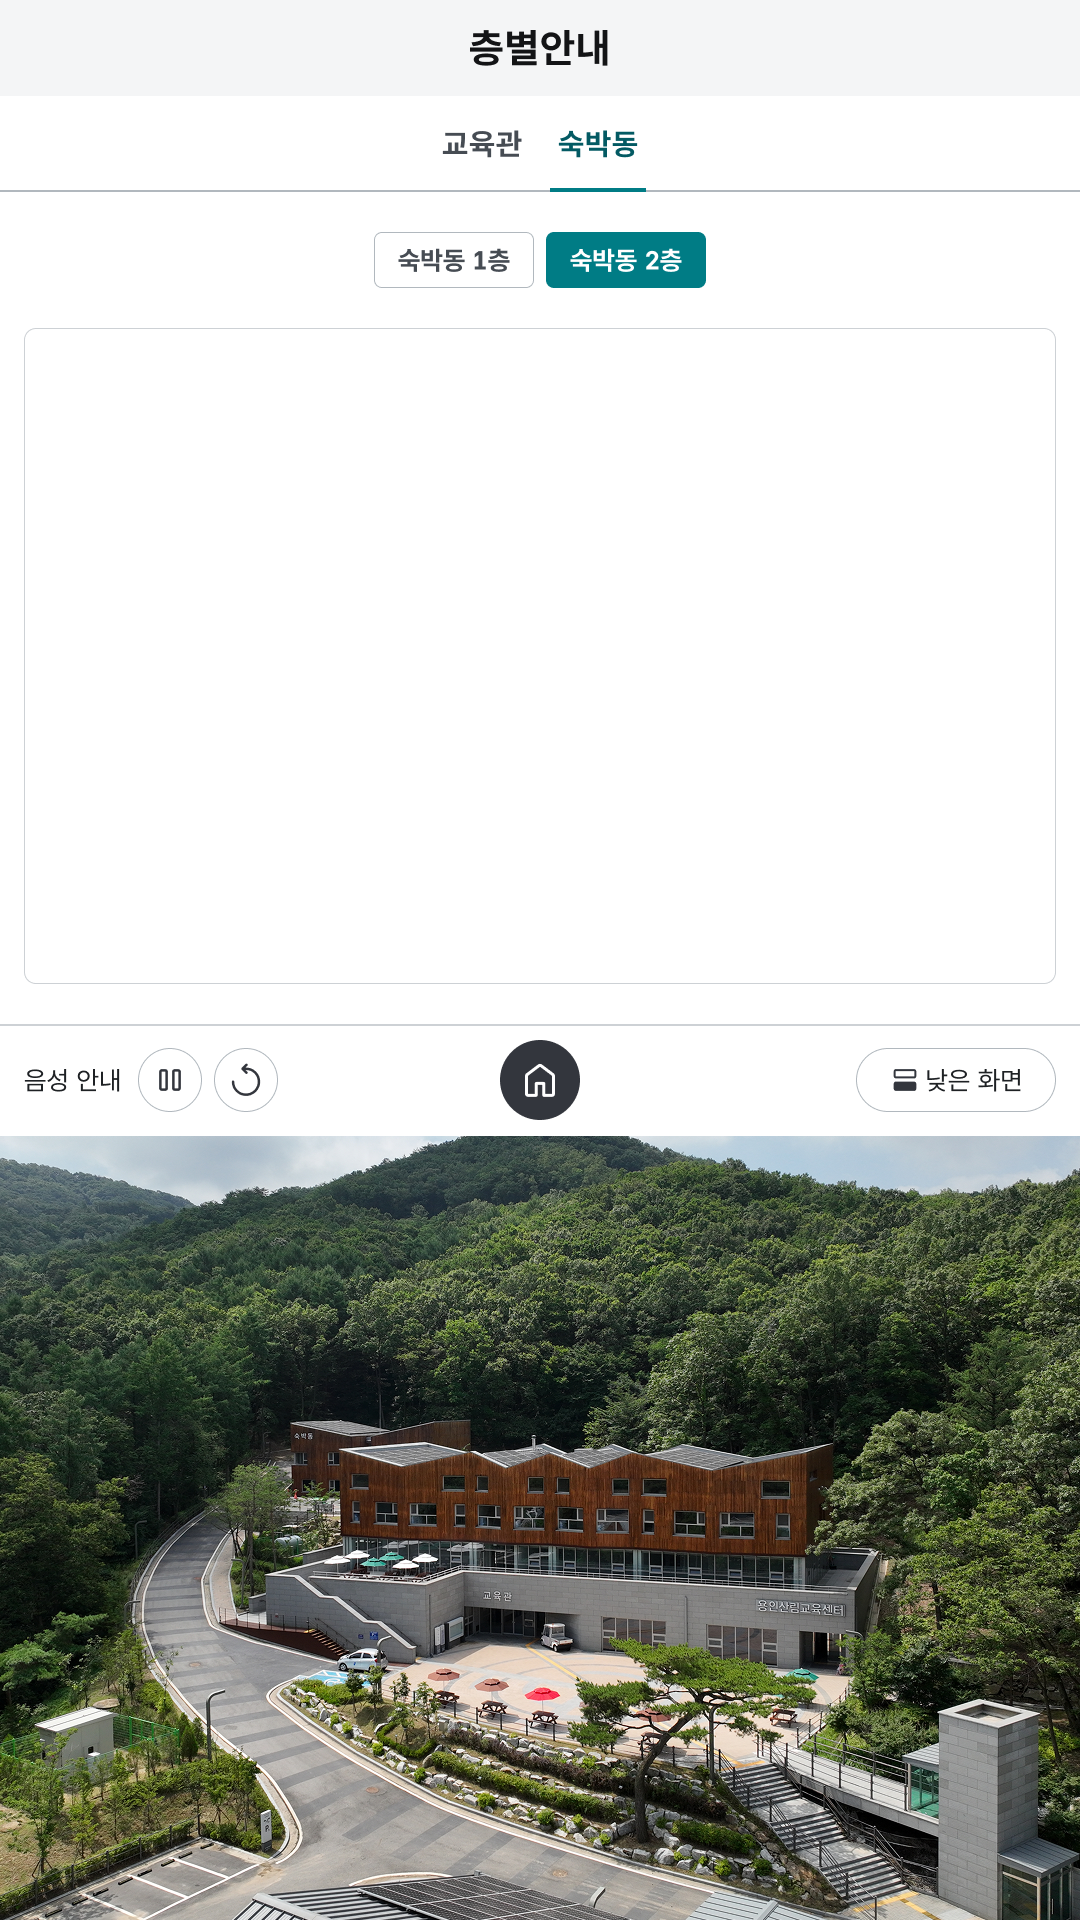 층별안내
교육관
숙박동
숙박동 1층
숙박동 2층
음성 안내
낮은 화면
숙박동
교육관
용인산림교육센터